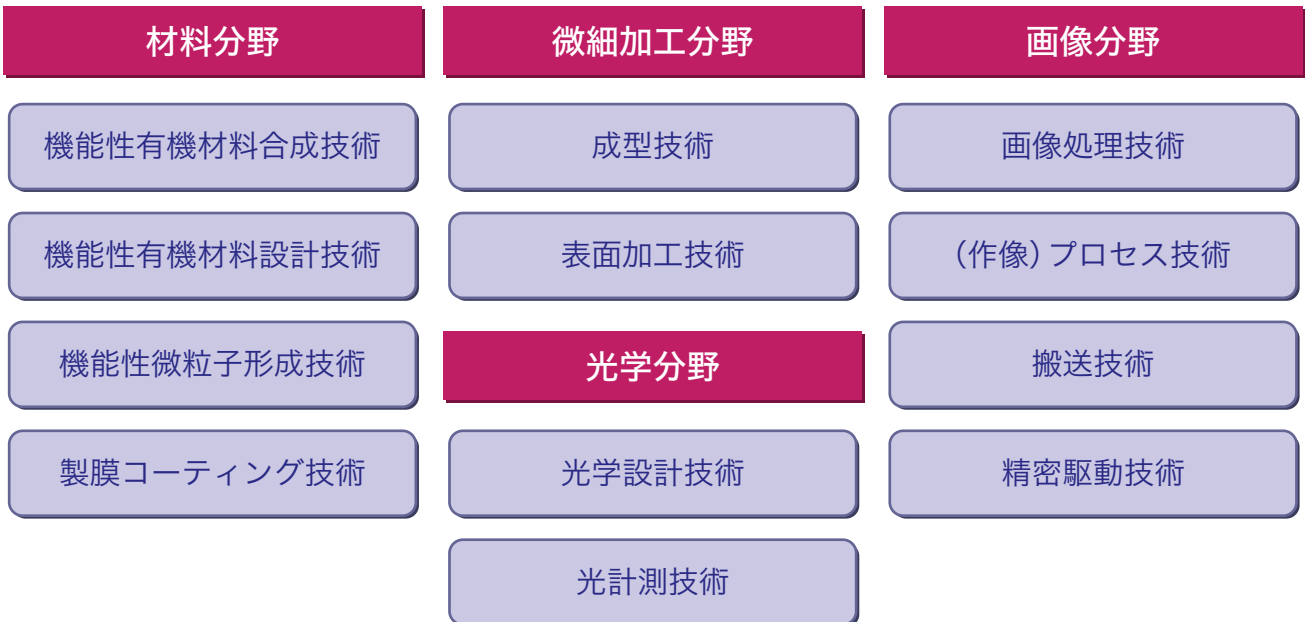 材料分野
機能性有機材料合成技術
機能性有機材料設計技術
機能性微粒子形成技術
製膜コーティング技術
微細加工分野
成型技術
表面加工技術
光学分野
光学設計技術
光計測技術
画像分野
画像処理技術
（作像）プロセス技術
搬送技術
精密駆動技術